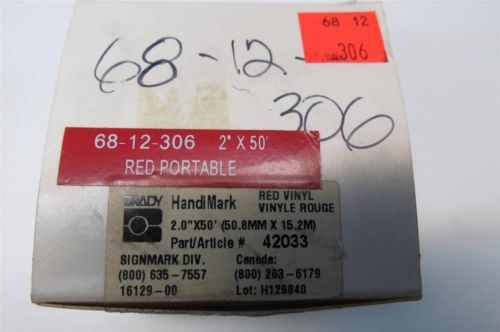 68 12
306
68-12-
306
68-12-306 2" X 50'
RED PORTABLE
BRADY HandiMark RED VINYL
VINYLE ROUGE
2.0"X50' (50.8MM X 15.2M)
Part/Article # 42033
SIGNMARK DIV. Canada:
(800) 635-7557 (800) 263-6179
16129-00 Lot: H126840